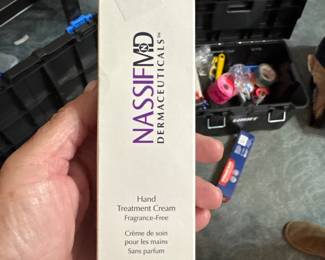 NASSIFMD
DERMACEUTICALS™
Hand
Treatment Cream
Fragrance-Free
Crème de soin
pour les mains
Sans parfum